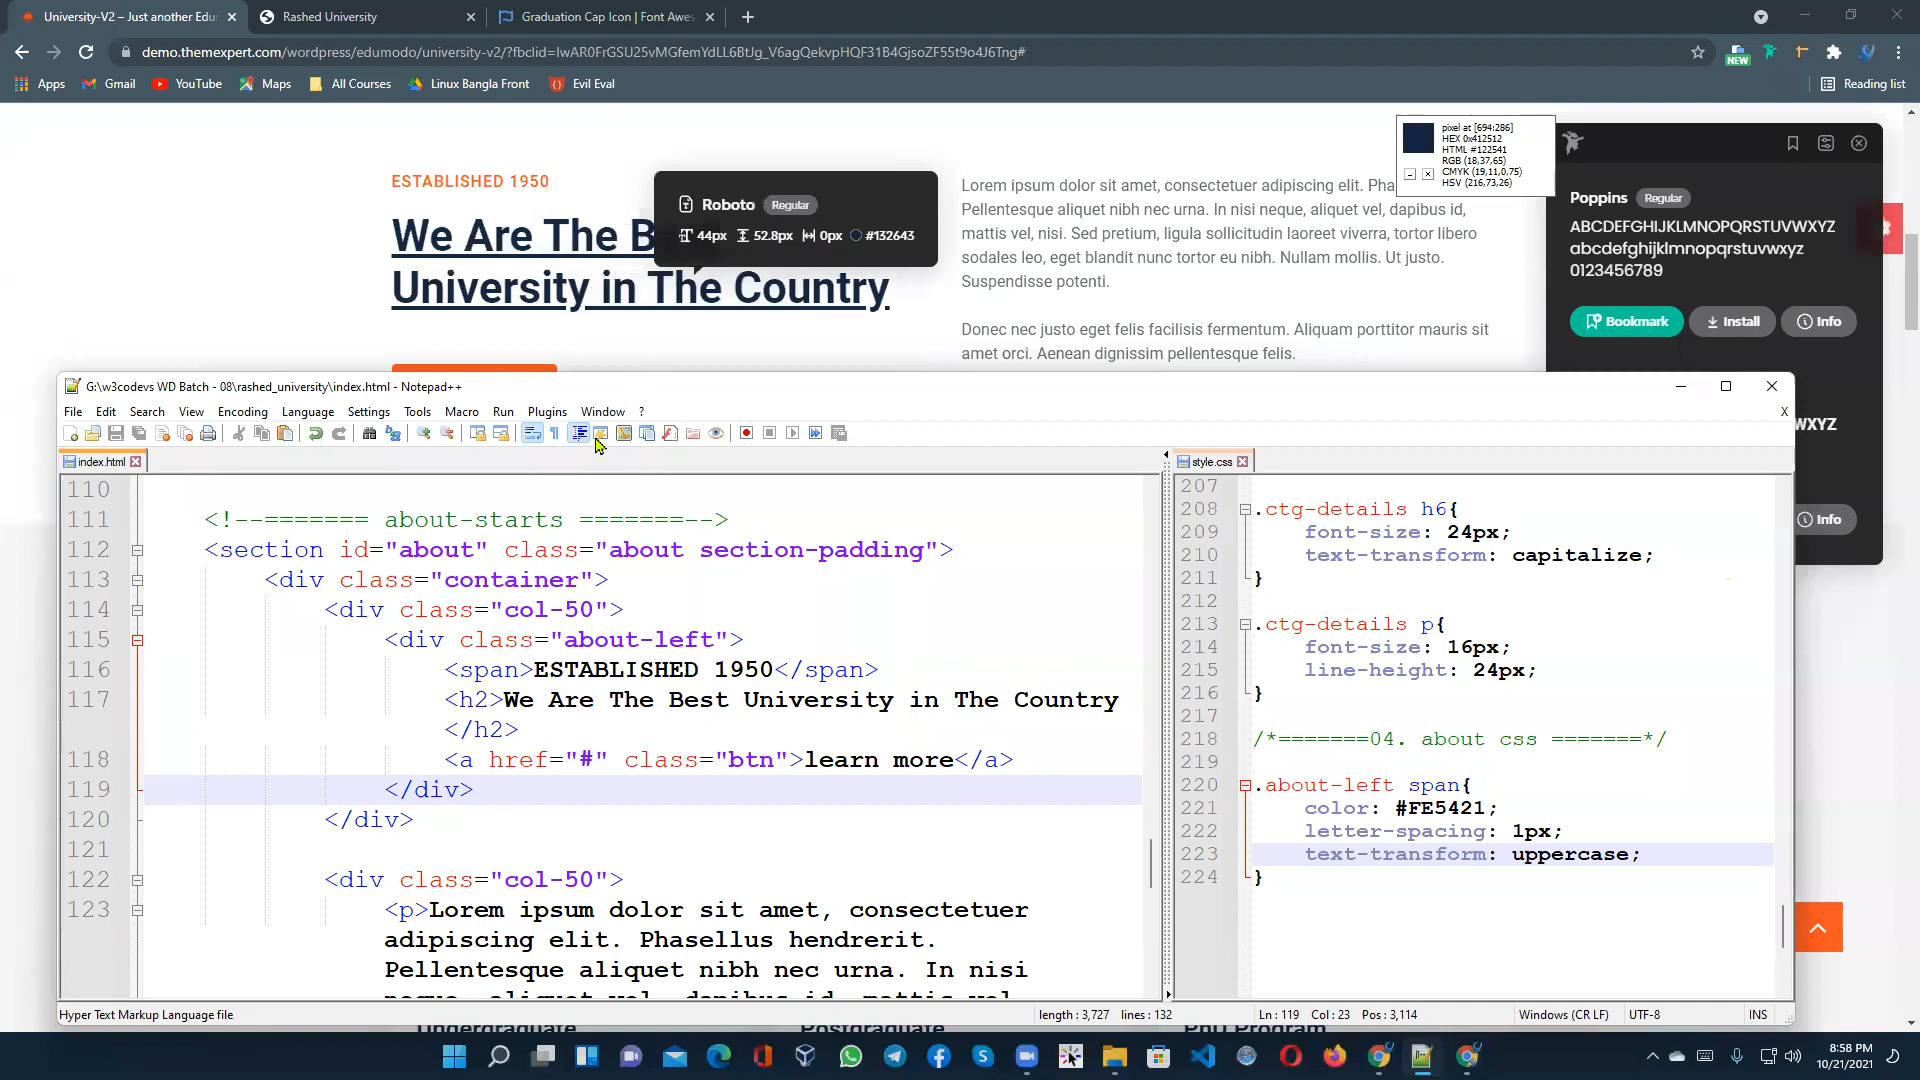 University-V2 – Just another Edu
Rashed University
Graduation Cap Icon | Font Awes
demo.themexpert.com/wordpress/edumodo/university-v2/?fbclid=IwAR0FrGSU25vMGfemYdLL6BtJg_V6agQekvpHQF31B4GjsoZF55t9o4J6Tng#
NEW
Apps
Gmail
YouTube
Maps
All Courses
Linux Bangla Front
Evil Eval
Reading list
ESTABLISHED 1950
We Are The B
University in The Country
Roboto Regular
44px 52.8px 0px #132643
Lorem ipsum dolor sit amet, consectetuer adipiscing elit. Pha
Pellentesque aliquet nibh nec urna. In nisi neque, aliquet vel, dapibus id,
mattis vel, nisi. Sed pretium, ligula sollicitudin laoreet viverra, tortor libero
sodales leo, eget blandit nunc tortor eu nibh. Nullam mollis. Ut justo.
Suspendisse potenti.
Donec nec justo eget felis facilisis fermentum. Aliquam porttitor mauris sit
amet orci. Aenean dignissim pellentesque felis.
pixel at [694:286]
HEX 0x412512
HTML #122541
RGB (18,37,65)
CMYK (19,11,0,75)
HSV (216,73,26)
Poppins Regular
ABCDEFGHIJKLMNOPQRSTUVWXYZ
abcdefghijklmnopqrstuvwxyz
0123456789
Bookmark Install Info
WXYZ
Info
G:\w3codevs WD Batch - 08\rashed_university\index.html - Notepad++
File Edit Search View Encoding Language Settings Tools Macro Run Plugins Window ? X
index.html
110
111 <!--======= about-starts =======-->
112 <section id="about" class="about section-padding">
113 <div class="container">
114 <div class="col-50">
115 <div class="about-left">
116 <span>ESTABLISHED 1950</span>
117 <h2>We Are The Best University in The Country
</h2>
118 <a href="#" class="btn">learn more</a>
119 </div>
120 </div>
121
122 <div class="col-50">
123 <p>Lorem ipsum dolor sit amet, consectetuer
adipiscing elit. Phasellus hendrerit.
Pellentesque aliquet nibh nec urna. In nisi
neque, aliquet vel, dapibus id, mattis vel,
style.css
207
208 .ctg-details h6{
209 font-size: 24px;
210 text-transform: capitalize;
211 }
212
213 .ctg-details p{
214 font-size: 16px;
215 line-height: 24px;
216 }
217
218 /*=======04. about css =======*/
219
220 .about-left span{
221 color: #FE5421;
222 letter-spacing: 1px;
223 text-transform: uppercase;
224 }
Hyper Text Markup Language file
length : 3,727 lines : 132
Ln : 119 Col : 23 Pos : 3,114
Windows (CR LF)
UTF-8
INS
Undergraduate
Postgraduate
PhD Program
8:58 PM
10/21/2021